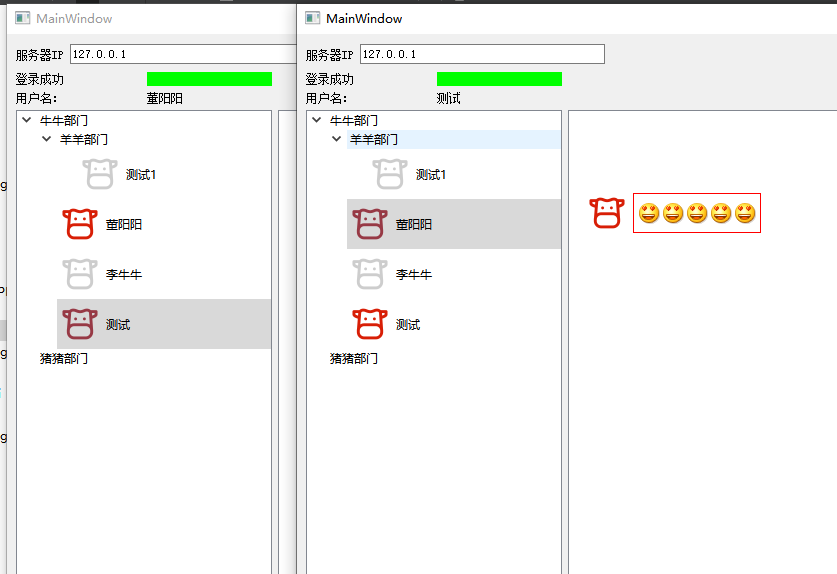 MainWindow
服务器IP 127.0.0.1
登录成功
用户名: 董阳阳
牛牛部门
羊羊部门
测试1
董阳阳
李牛牛
测试
猪猪部门
MainWindow
服务器IP 127.0.0.1
登录成功
用户名: 测试
牛牛部门
羊羊部门
测试1
董阳阳
李牛牛
测试
猪猪部门